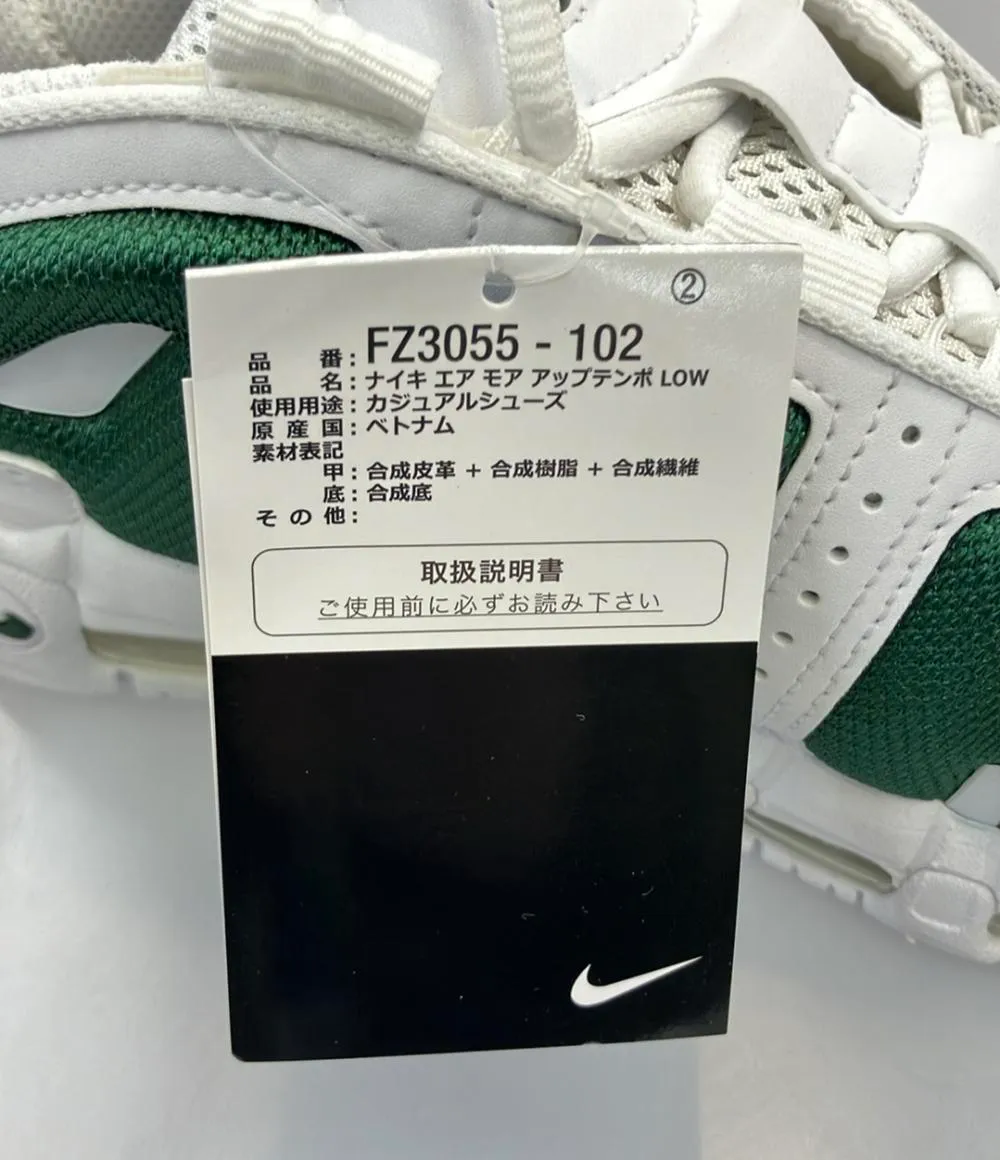 ②
品番：FZ3055 - 102
品名：ナイキ エア モア アップテンポ LOW
使用用途：カジュアルシューズ
原産国：ベトナム
素材表記
甲：合成皮革 + 合成樹脂 + 合成繊維
底：合成底
その他：
取扱説明書
ご使用前に必ずお読み下さい